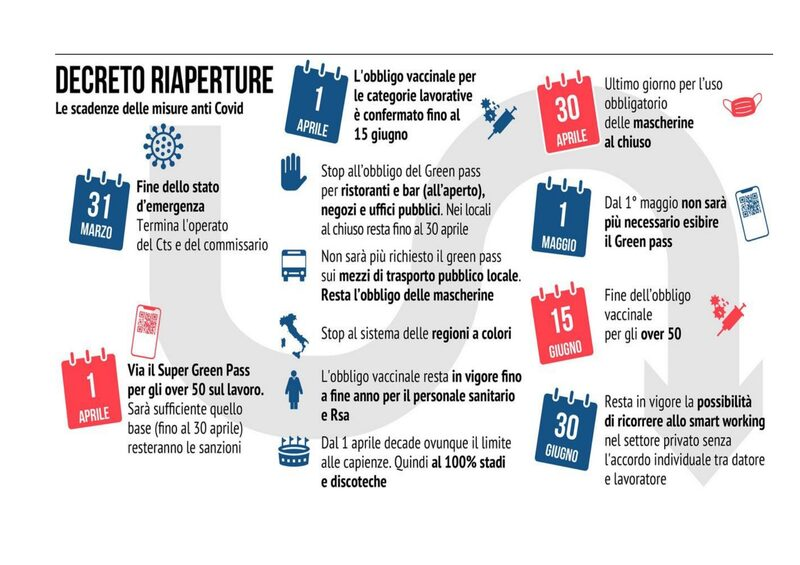 DECRETO RIAPERTURE
Le scadenze delle misure anti Covid
31
MARZO
Fine dello stato
d'emergenza
Termina l'operato
del Cts e del commissario
1
APRILE
Via il Super Green Pass
per gli over 50 sul lavoro.
Sarà sufficiente quello
base (fino al 30 aprile)
resteranno le sanzioni
1
APRILE
L'obbligo vaccinale per
le categorie lavorative
è confermato fino al
15 giugno
Stop all'obbligo del Green pass
per ristoranti e bar (all'aperto),
negozi e uffici pubblici. Nei locali
al chiuso resta fino al 30 aprile
Non sarà più richiesto il green pass
sui mezzi di trasporto pubblico locale.
Resta l'obbligo delle mascherine
Stop al sistema delle regioni a colori
L'obbligo vaccinale resta in vigore fino
a fine anno per il personale sanitario
e Rsa
Dal 1 aprile decade ovunque il limite
alle capienze. Quindi al 100% stadi
e discoteche
30
APRILE
Ultimo giorno per l'uso
obbligatorio
delle mascherine
al chiuso
1
MAGGIO
Dal 1° maggio non sarà
più necessario esibire
il Green pass
15
GIUGNO
Fine dell'obbligo
vaccinale
per gli over 50
30
GIUGNO
Resta in vigore la possibilità
di ricorrere allo smart working
nel settore privato senza
l'accordo individuale tra datore
e lavoratore